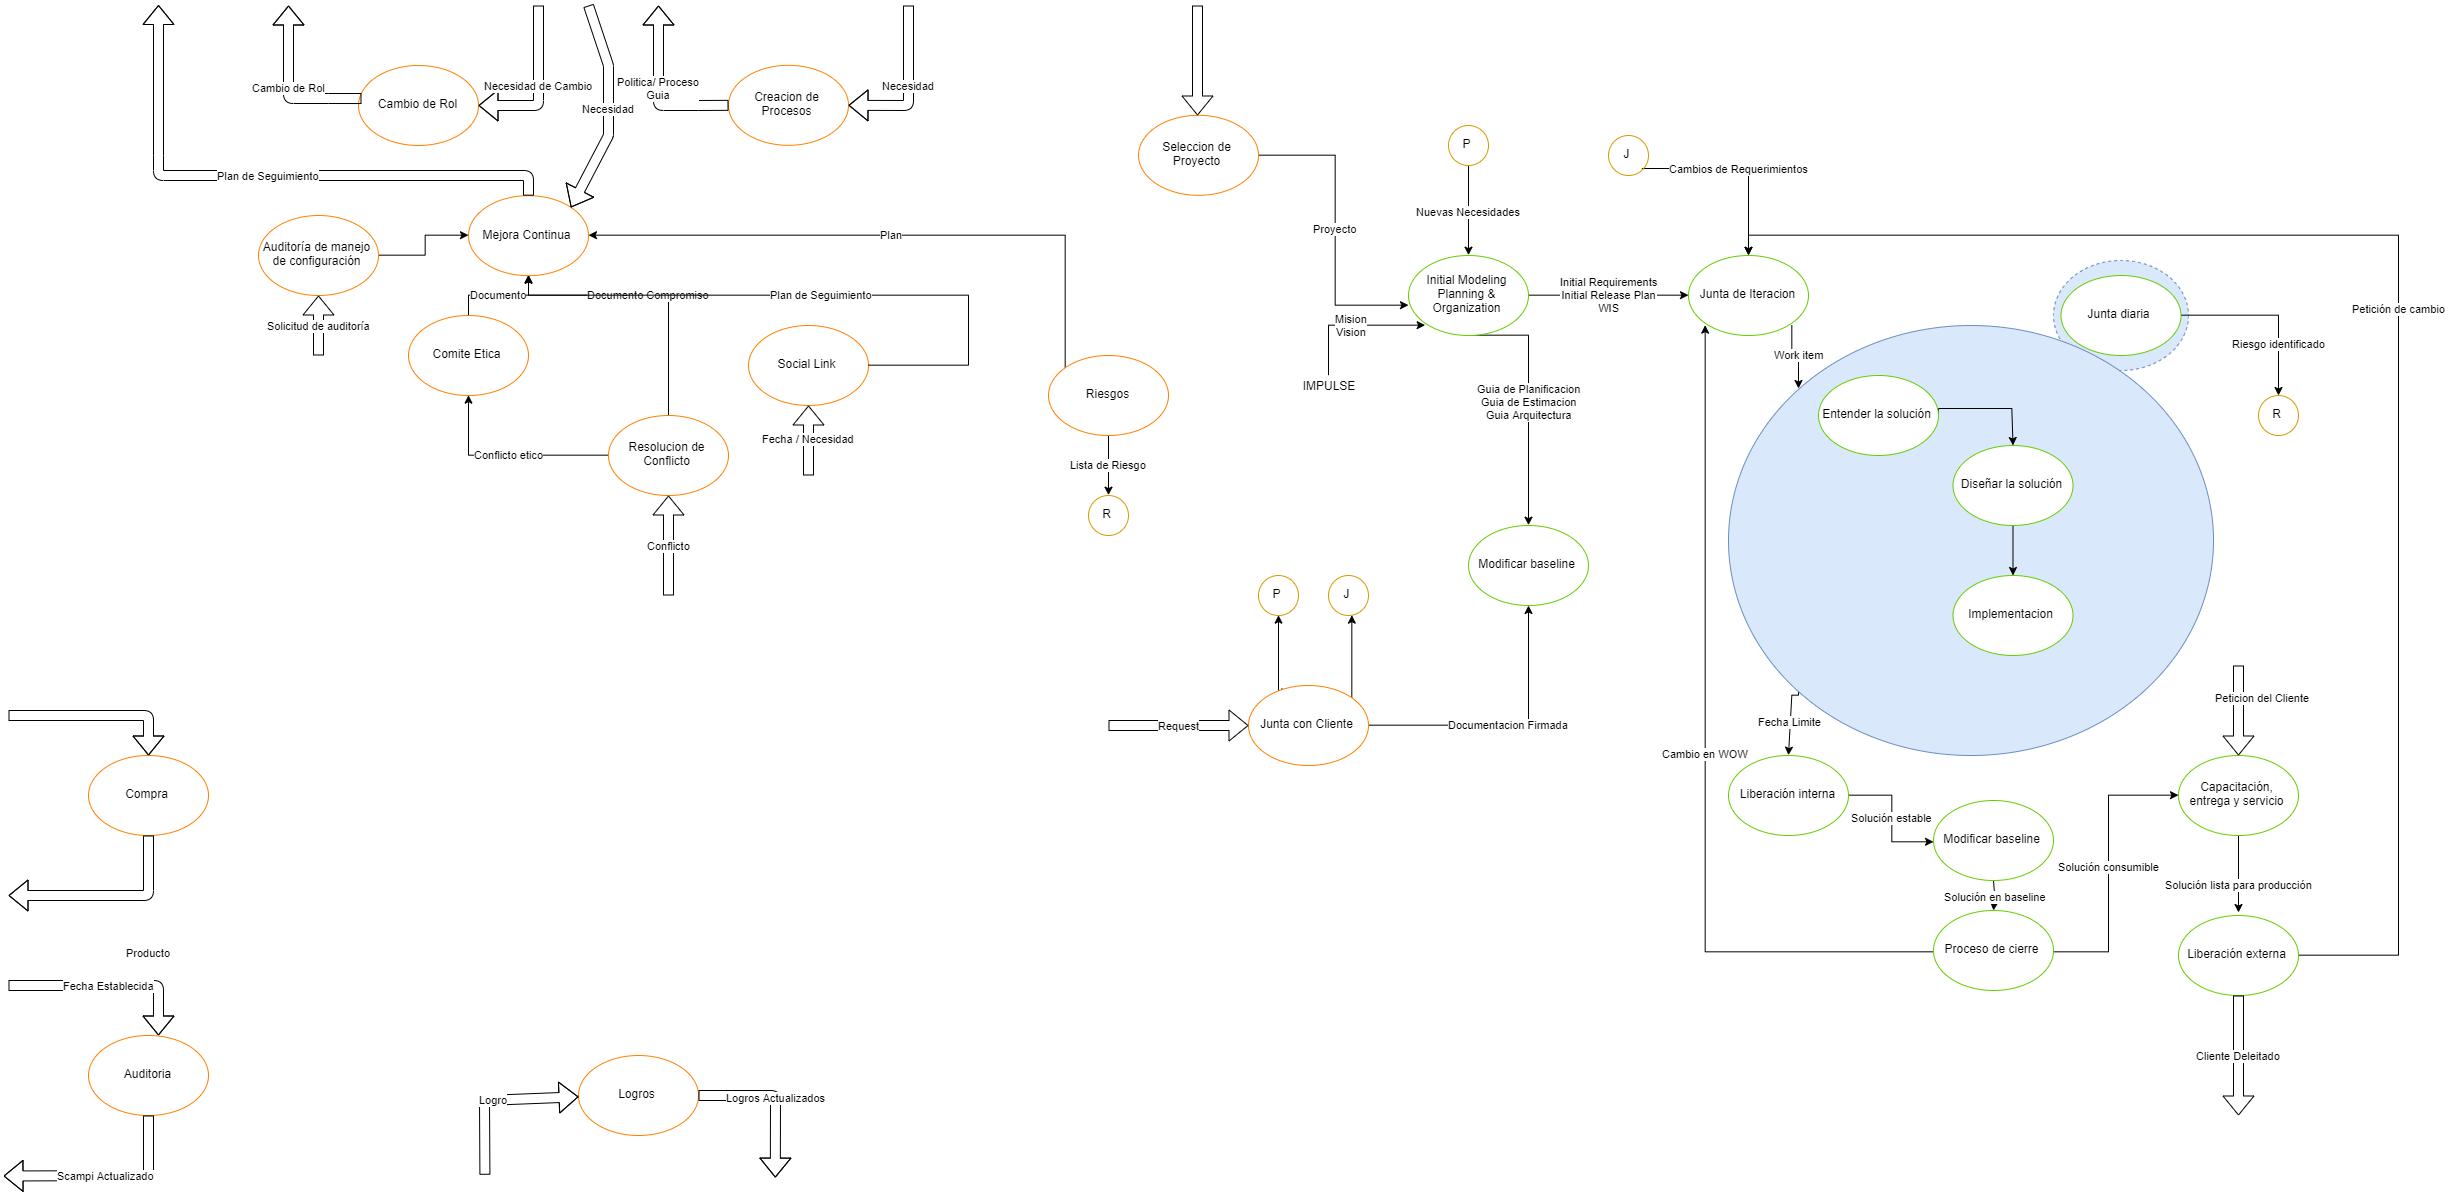 Cambio de Rol
Cambio de Rol
Necesidad de Cambio
Necesidad
Politica/ Proceso
Guia
Creacion de
Procesos
Necesidad
Plan de Seguimiento
Auditoría de manejo
de configuración
Solicitud de auditoría
Mejora Continua
Plan
Documento
Documento Compromiso
Plan de Seguimiento
Comite Etica
Social Link
Fecha / Necesidad
Conflicto etico
Resolucion de
Conflicto
Conflicto
Riesgos
Lista de Riesgo
R
Seleccion de
Proyecto
Proyecto
P
Nuevas Necesidades
Initial Modeling
Planning &
Organization
Mision
Vision
IMPULSE
Initial Requirements
Initial Release Plan
WIS
Guia de Planificacion
Guia de Estimacion
Guia Arquitectura
Modificar baseline
J
Cambios de Requerimientos
Junta de Iteracion
Work item
Junta diaria
Riesgo identificado
R
Petición de cambio
Entender la solución
Diseñar la solución
Implementacion
P
J
Request
Junta con Cliente
Documentacion Firmada
Fecha Limite
Cambio en WOW
Liberación interna
Solución estable
Modificar baseline
Solución en baseline
Proceso de cierre
Solución consumible
Peticion del Cliente
Capacitación,
entrega y servicio
Solución lista para producción
Liberación externa
Cliente Deleitado
Compra
Producto
Fecha Establecida
Auditoria
Scampi Actualizado
Logro
Logros
Logros Actualizados